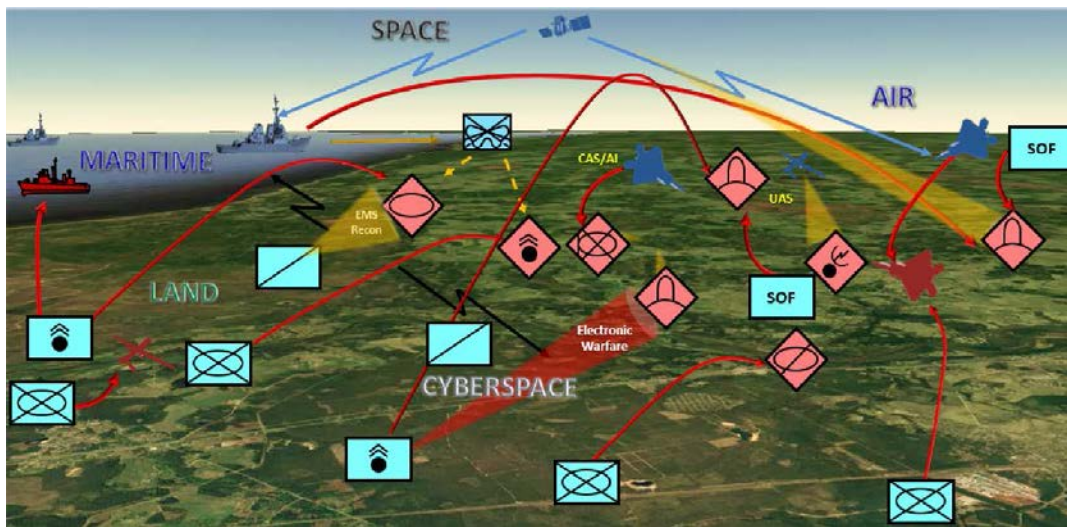 SPACE
AIR
MARITIME
SOF
CAS/AI
UAS
EMS
Recon
LAND
SOF
Electronic
Warfare
CYBERSPACE